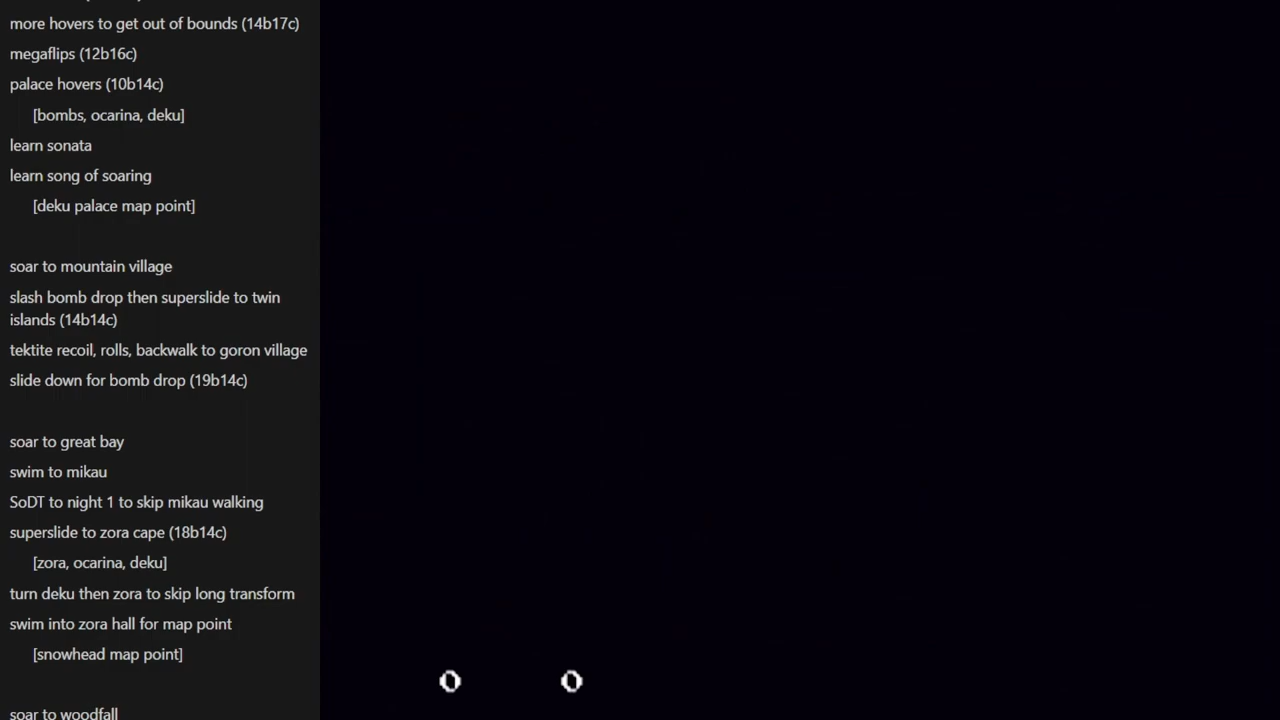 more hovers to get out of bounds (14b17c)
megaflips (12b16c)
palace hovers (10b14c)
[bombs, ocarina, deku]
learn sonata
learn song of soaring
[deku palace map point]
soar to mountain village
slash bomb drop then superslide to twin
islands (14b14c)
tektite recoil, rolls, backwalk to goron village
slide down for bomb drop (19b14c)
soar to great bay
swim to mikau
SoDT to night 1 to skip mikau walking
superslide to zora cape (18b14c)
[zora, ocarina, deku]
turn deku then zora to skip long transform
swim into zora hall for map point
[snowhead map point]
0 0
soar to woodfall